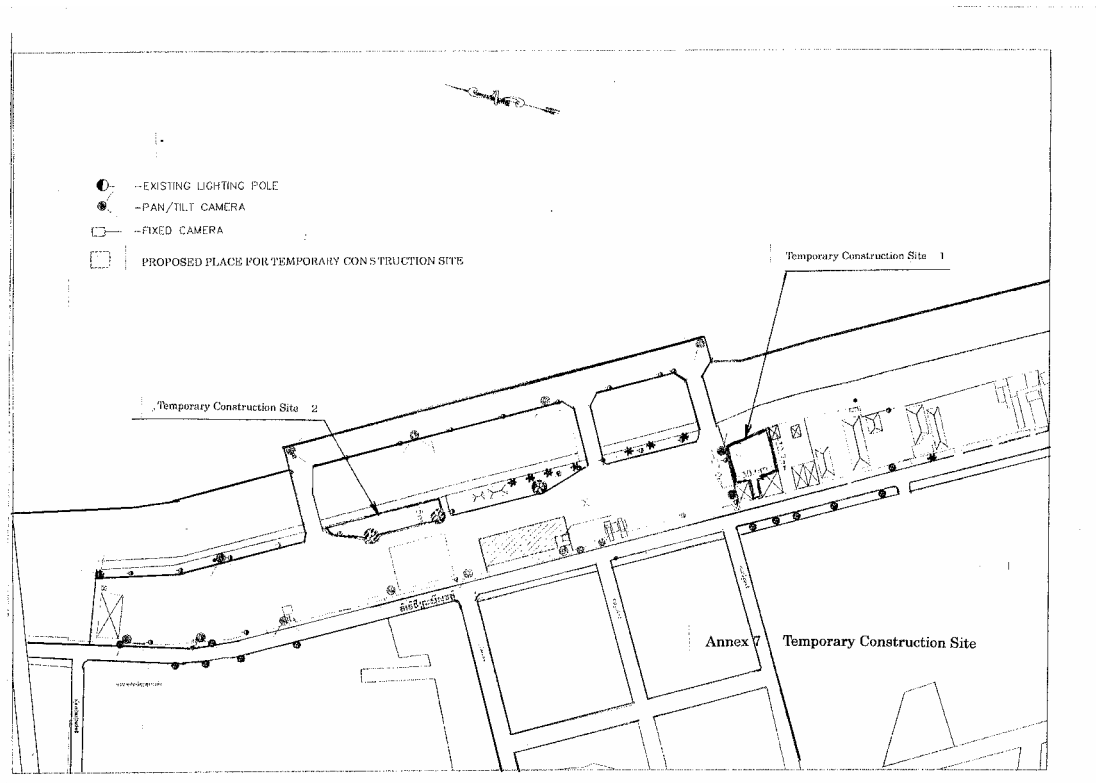 -EXISTING LIGHTING POLE
-PAN/TILT CAMERA
-FIXED CAMERA
PROPOSED PLACE FOR TEMPORARY CONSTRUCTION SITE
Temporary Construction Site 1
Temporary Construction Site 2
Annex 7 Temporary Construction Site